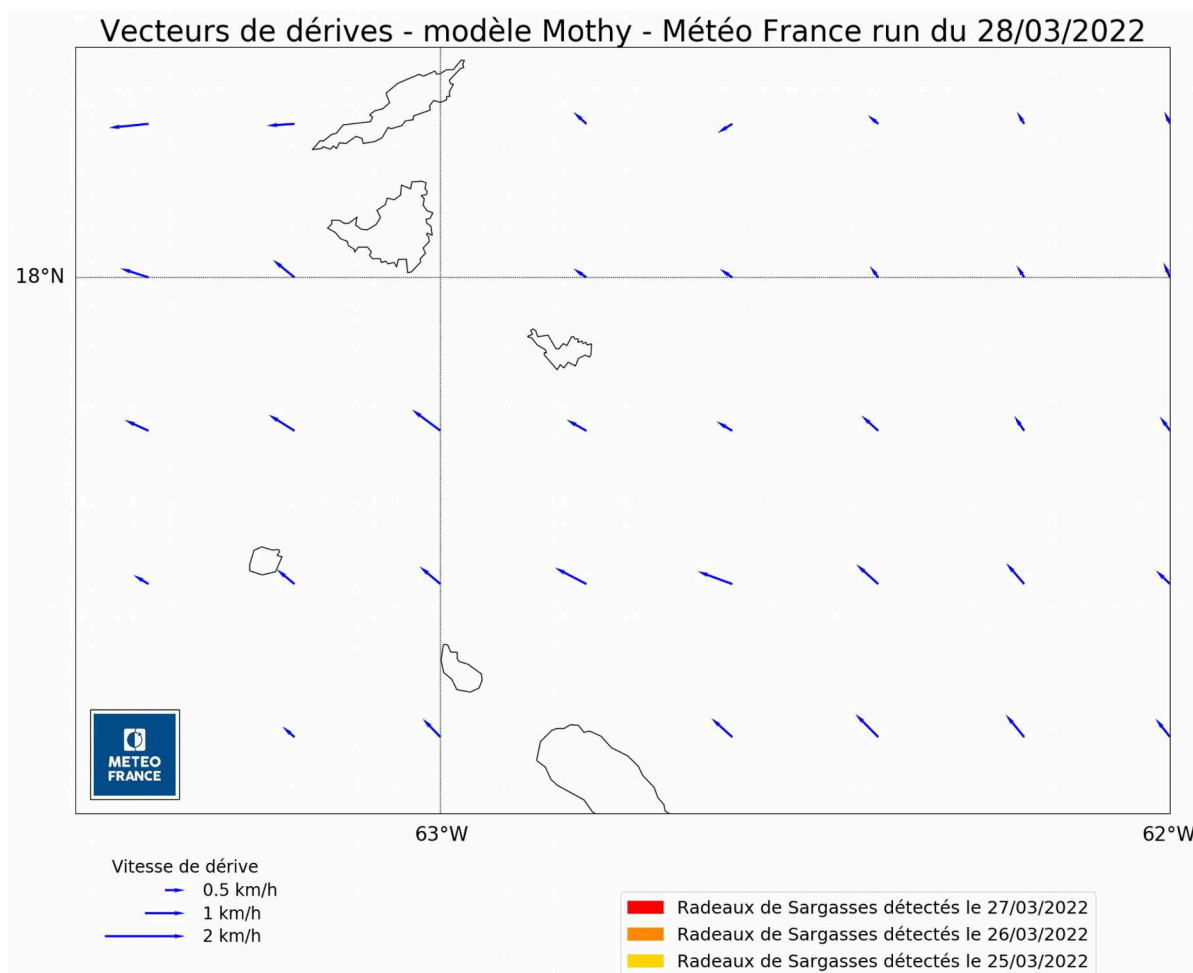 Vecteurs de dérives - modèle Mothy - Météo France run du 28/03/2022
18°N
METEO
FRANCE
63°W
62°W
Vitesse de dérive
0.5 km/h
1 km/h
2 km/h
Radeaux de Sargasses détectés le 27/03/2022
Radeaux de Sargasses détectés le 26/03/2022
Radeaux de Sargasses détectés le 25/03/2022